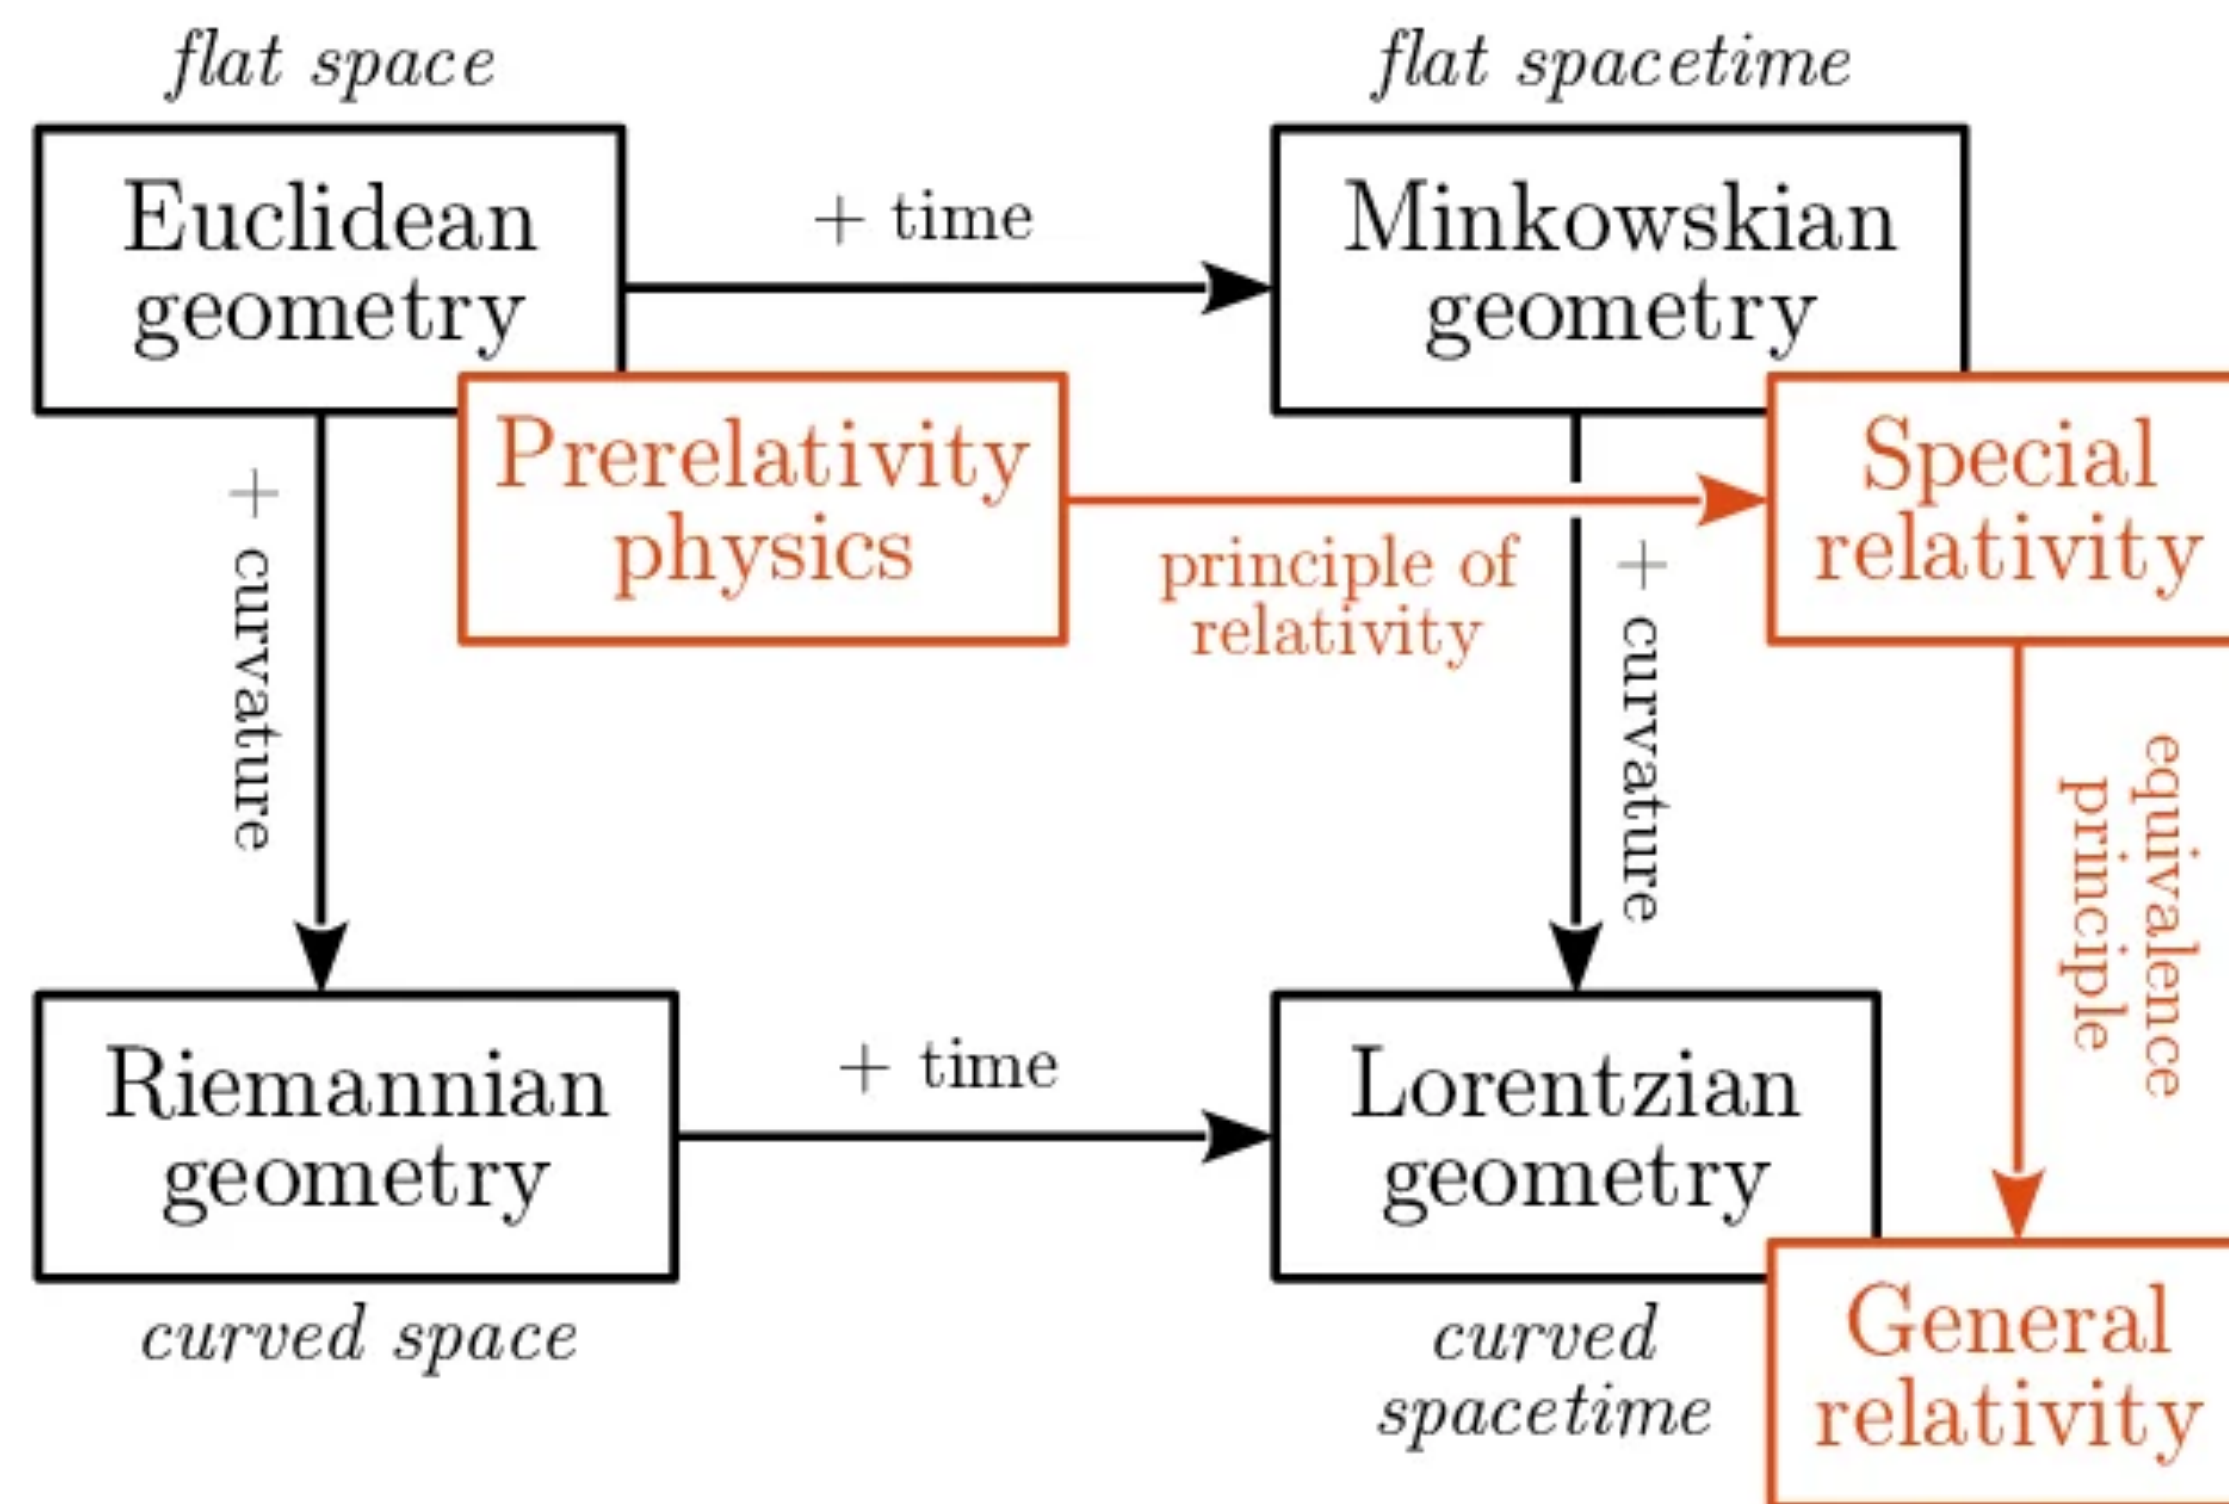 flat space
flat spacetime
Euclidean
geometry
+ time
Minkowskian
geometry
Prerelativity
physics
principle of
relativity
Special
relativity
+ curvature
+ curvature
equivalence
principle
Riemannian
geometry
+ time
Lorentzian
geometry
curved space
curved
spacetime
General
relativity